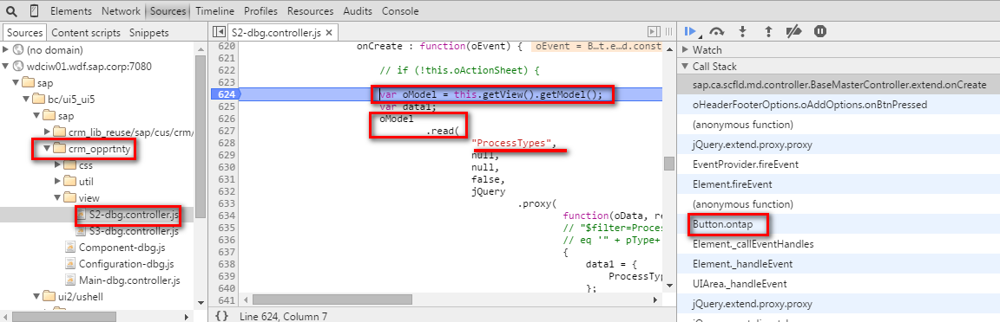 Elements Network Sources Timeline Profiles Resources Audits Console
Sources Content scripts Snippets
(no domain)
wdciw01.wdf.sap.corp:7080
sap
bc/ui5_ui5
sap
crm_lib_reuse/sap/cus/crm/
crm_opprtnty
css
util
view
S2-dbg.controller.js
S3-dbg.controller.js
Component-dbg.js
Configuration-dbg.js
Main-dbg.controller.js
ui2/ushell
S2-dbg.controller.js ×
620 onCreate : function(oEvent) { oEvent = B…t.e…d.const
621
622 // if (!this.oActionSheet) {
623
624 var oModel = this.getView().getModel();
625 var data1;
626 oModel
627 .read(
628 "ProcessTypes",
629 null,
630 null,
631 false,
632 jQuery
633 .proxy(
634 function(oData, re
635 // "$filter=Proces
636 // eq '" + pType+
637 {
638 data1 = {
639 ProcessTyp
640 };
641
{ } Line 624, Column 7
Watch
Call Stack
sap.ca.scfld.md.controller.BaseMasterController.extend.onCreate
oHeaderFooterOptions.oAddOptions.onBtnPressed
(anonymous function)
jQuery.extend.proxy.proxy
EventProvider.fireEvent
Element.fireEvent
(anonymous function)
Button.ontap
Element._callEventHandles
Element._handleEvent
UIArea._handleEvent
jQuery.extend.proxy.proxy